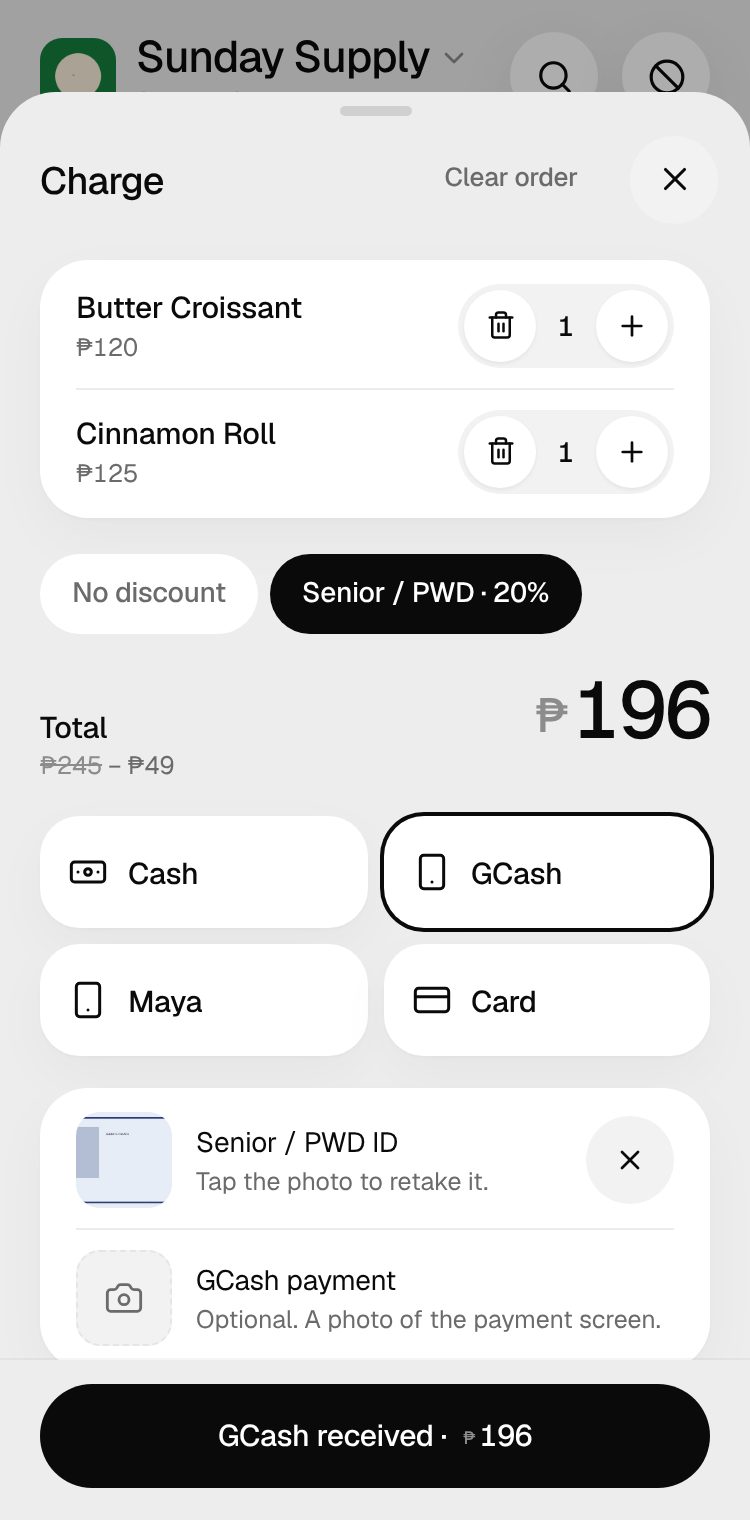 Sunday Supply
Charge
Clear order
Butter Croissant
₱120
1
Cinnamon Roll
₱125
1
No discount
Senior / PWD · 20%
₱196
Total
₱245 – ₱49
Cash
GCash
Maya
Card
Senior / PWD ID
Tap the photo to retake it.
GCash payment
Optional. A photo of the payment screen.
GCash received · ₱196